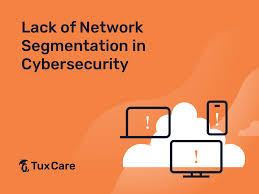 Lack of Network
Segmentation in
Cybersecurity
!
!
!
TuxCare